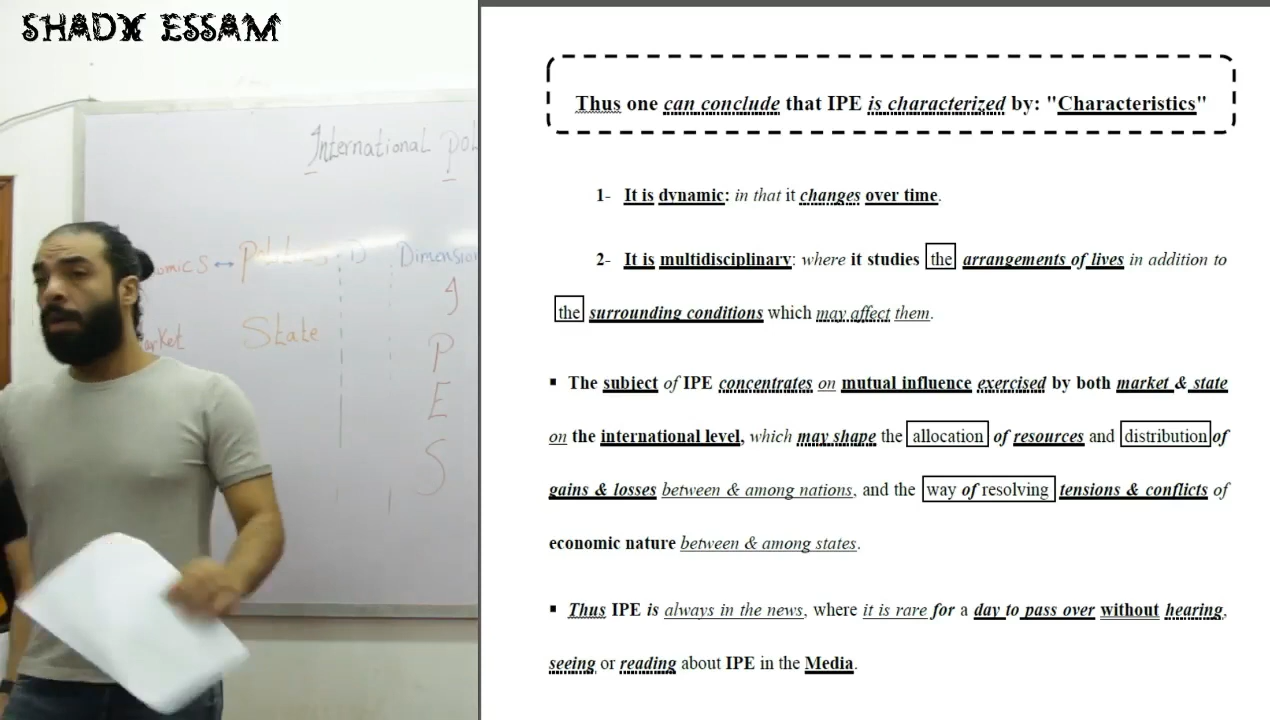 SHADY ESSAM
International pol
omics ↔ Politics D Dimension
arket State
I
P
E
S
Thus one can conclude that IPE is characterized by: "Characteristics"
1- It is dynamic: in that it changes over time.
2- It is multidisciplinary: where it studies the arrangements of lives in addition to
the surrounding conditions which may affect them.
▪ The subject of IPE concentrates on mutual influence exercised by both market & state
on the international level, which may shape the allocation of resources and distribution of
gains & losses between & among nations, and the way of resolving tensions & conflicts of
economic nature between & among states.
▪ Thus IPE is always in the news, where it is rare for a day to pass over without hearing,
seeing or reading about IPE in the Media.